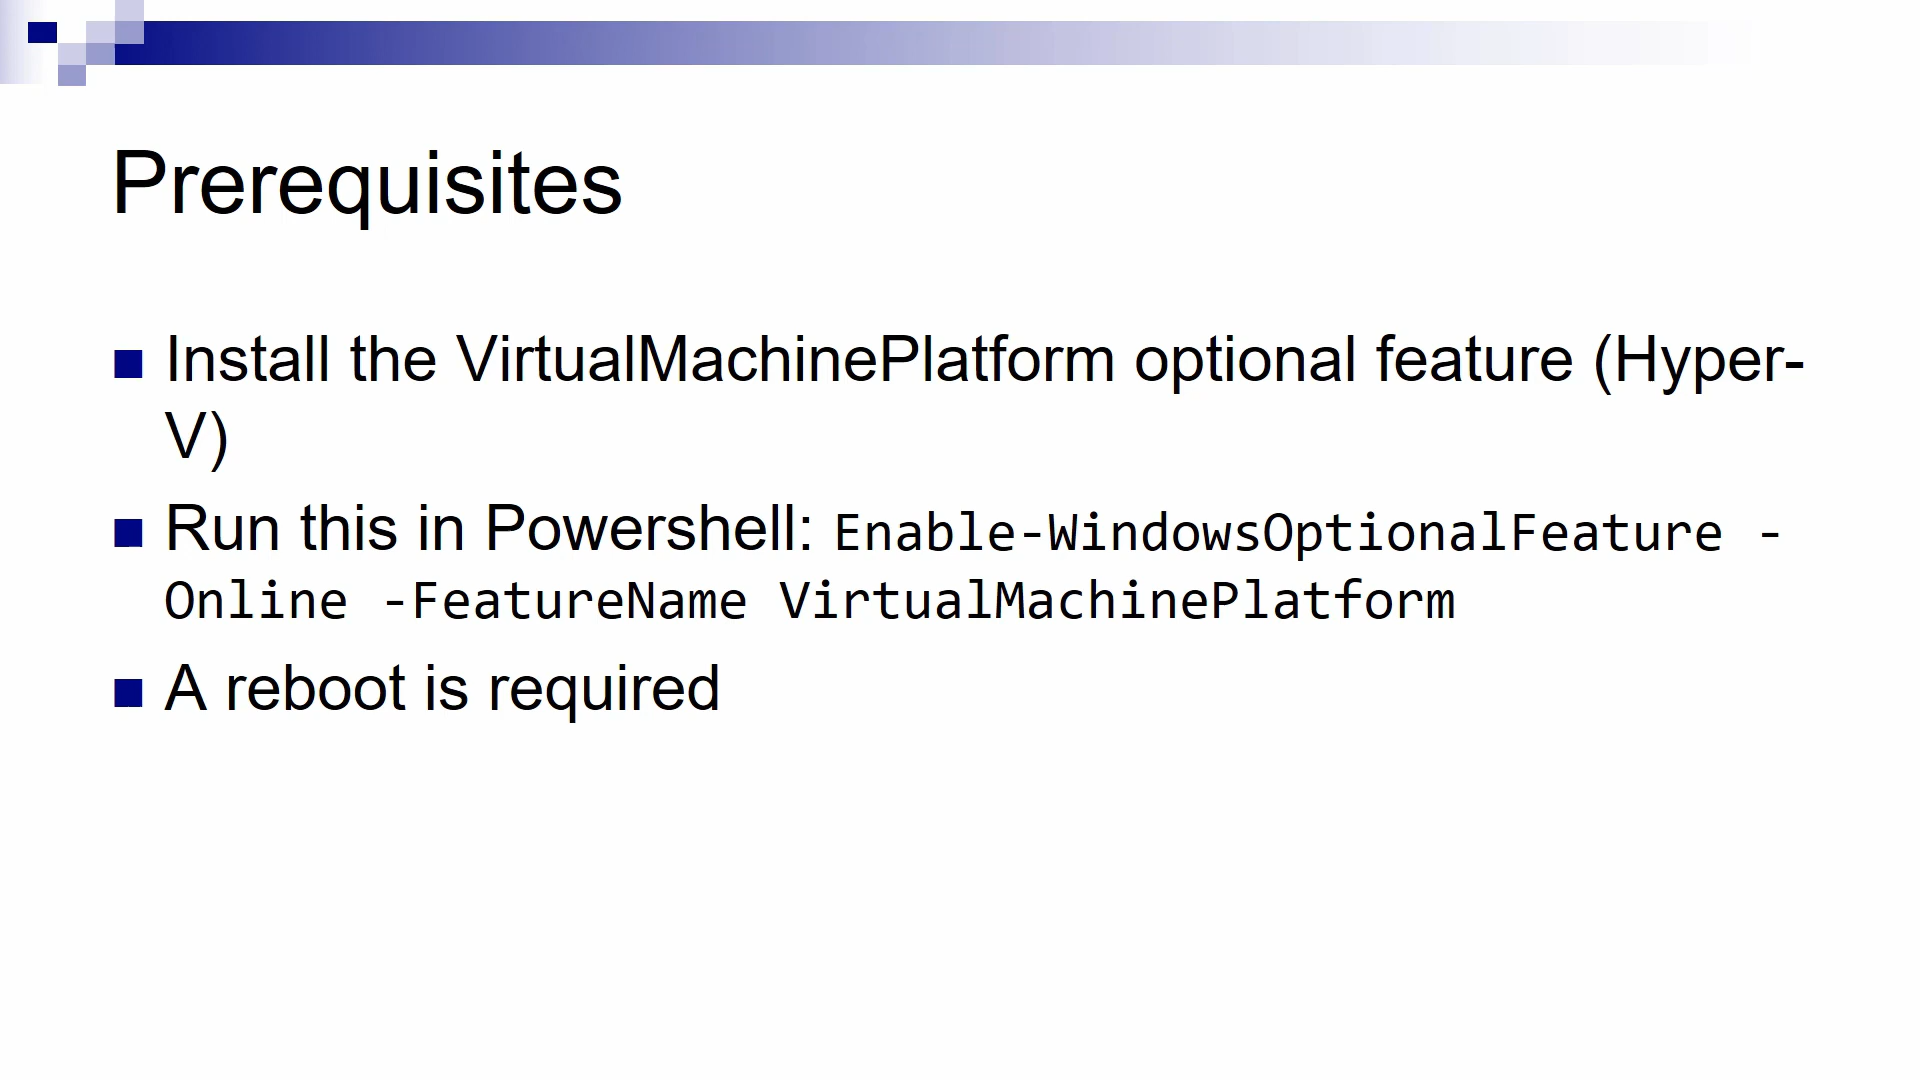 Prerequisites
Install the VirtualMachinePlatform optional feature (Hyper-
V)
Run this in Powershell: Enable-WindowsOptionalFeature -
Online -FeatureName VirtualMachinePlatform
A reboot is required